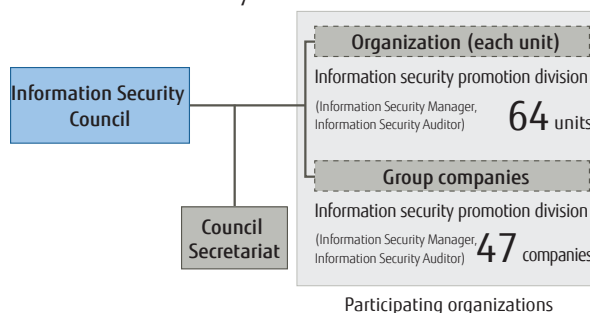 Organization (each unit)
Information security promotion division
(Information Security Manager,
Information Security Auditor) 64 units
Information Security
Council
Group companies
Information security promotion division
(Information Security Manager,
Information Security Auditor) 47 companies
Council
Secretariat
Participating organizations